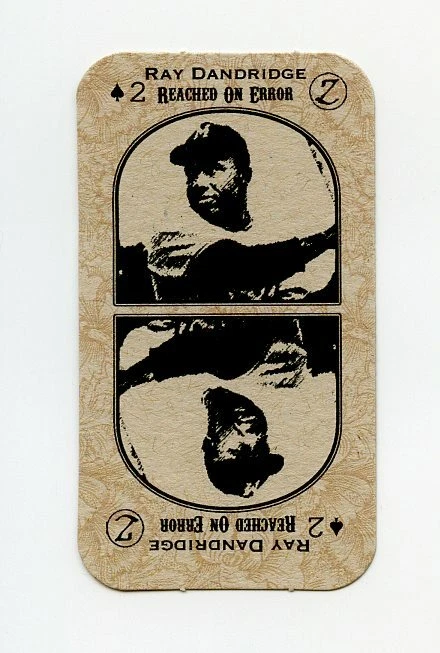 RAY DANDRIDGE
♠2 REACHED ON ERROR Z
Z REACHED ON ERROR 2♠
RAY DANDRIDGE